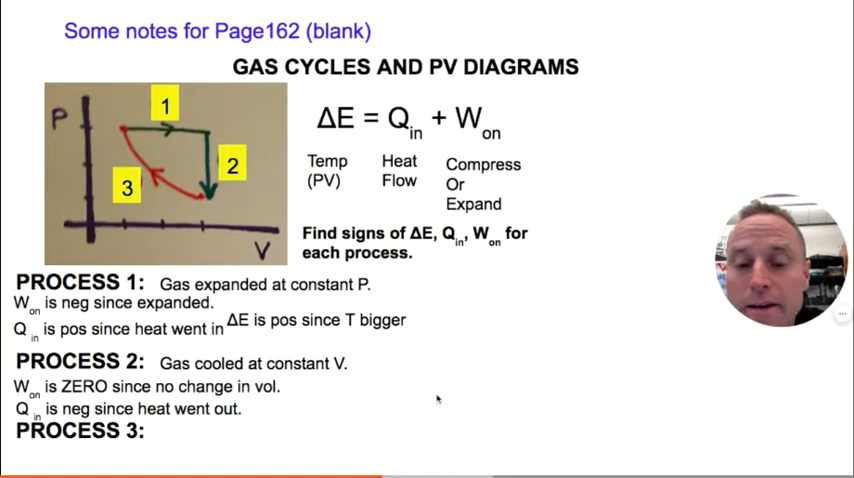 Some notes for Page162 (blank)
GAS CYCLES AND PV DIAGRAMS
P
1
2
3
V
ΔE = Qin + Won
Temp Heat Compress
(PV) Flow Or
Expand
Find signs of ΔE, Qin, Won for
each process.
PROCESS 1: Gas expanded at constant P.
Won is neg since expanded.
Qin is pos since heat went in ΔE is pos since T bigger
PROCESS 2: Gas cooled at constant V.
Won is ZERO since no change in vol.
Qin is neg since heat went out.
PROCESS 3: